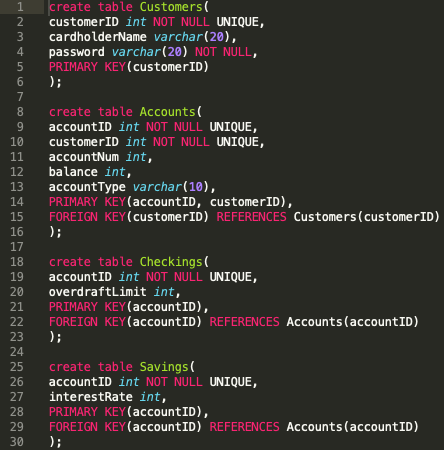 1 create table Customers(
2 customerID int NOT NULL UNIQUE,
3 cardholderName varchar(20),
4 password varchar(20) NOT NULL,
5 PRIMARY KEY(customerID)
6 );
7
8 create table Accounts(
9 accountID int NOT NULL UNIQUE,
10 customerID int NOT NULL UNIQUE,
11 accountNum int,
12 balance int,
13 accountType varchar(10),
14 PRIMARY KEY(accountID, customerID),
15 FOREIGN KEY(customerID) REFERENCES Customers(customerID)
16 );
17
18 create table Checkings(
19 accountID int NOT NULL UNIQUE,
20 overdraftLimit int,
21 PRIMARY KEY(accountID),
22 FOREIGN KEY(accountID) REFERENCES Accounts(accountID)
23 );
24
25 create table Savings(
26 accountID int NOT NULL UNIQUE,
27 interestRate int,
28 PRIMARY KEY(accountID),
29 FOREIGN KEY(accountID) REFERENCES Accounts(accountID)
30 );